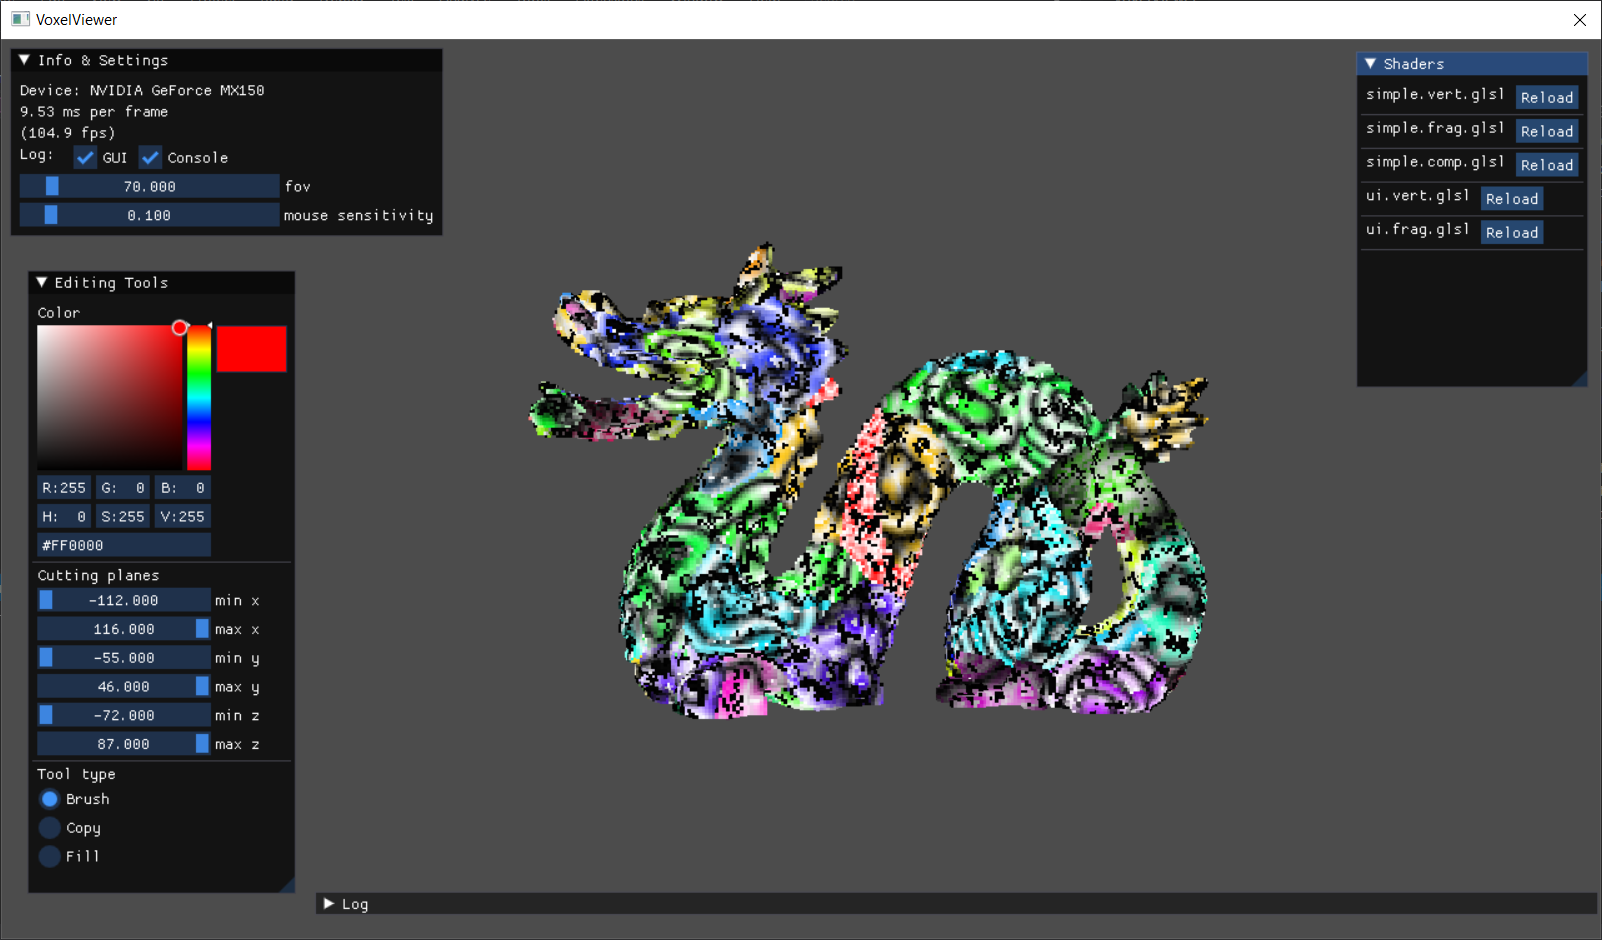 VoxelViewer
Info & Settings
Device: NVIDIA GeForce MX150
9.53 ms per frame
(104.9 fps)
Log: GUI Console
70.000 fov
0.100 mouse sensitivity
Editing Tools
Color
R:255 G: 0 B: 0
H: 0 S:255 V:255
#FF0000
Cutting planes
-112.000 min x
116.000 max x
-55.000 min y
46.000 max y
-72.000 min z
87.000 max z
Tool type
Brush
Copy
Fill
Shaders
simple.vert.glsl Reload
simple.frag.glsl Reload
simple.comp.glsl Reload
ui.vert.glsl Reload
ui.frag.glsl Reload
Log